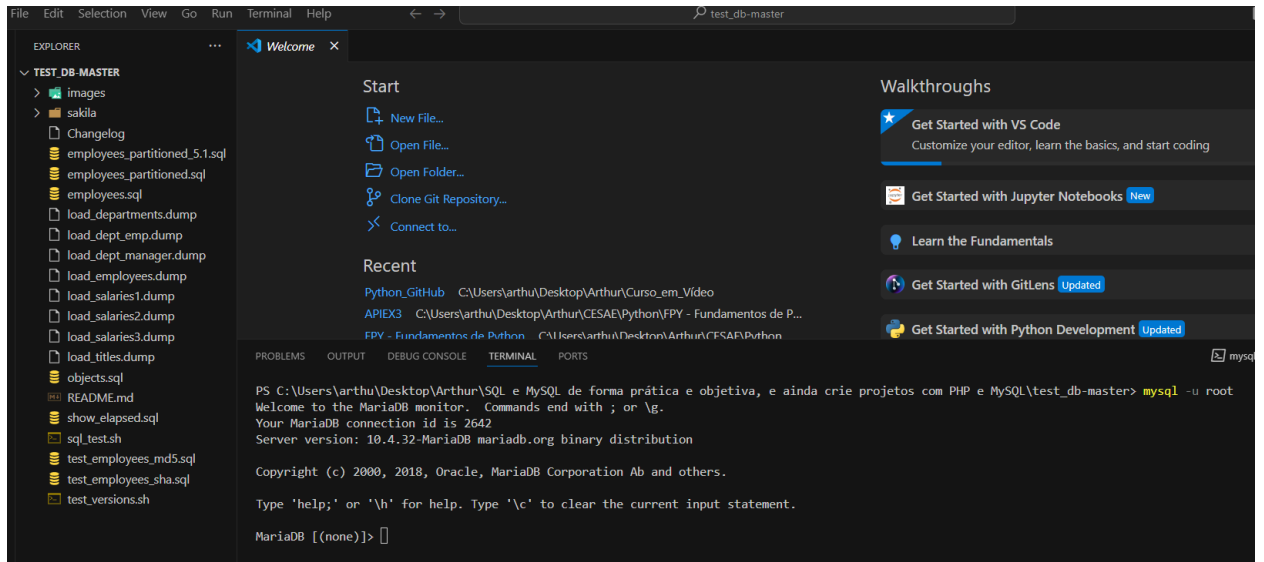 File Edit Selection View Go Run Terminal Help
test_db-master
EXPLORER
TEST_DB-MASTER
images
sakila
Changelog
employees_partitioned_5.1.sql
employees_partitioned.sql
employees.sql
load_departments.dump
load_dept_emp.dump
load_dept_manager.dump
load_employees.dump
load_salaries1.dump
load_salaries2.dump
load_salaries3.dump
load_titles.dump
objects.sql
README.md
show_elapsed.sql
sql_test.sh
test_employees_md5.sql
test_employees_sha.sql
test_versions.sh
Welcome
Start
New File...
Open File...
Open Folder...
Clone Git Repository...
Connect to...
Recent
Python_GitHub C:\Users\arthu\Desktop\Arthur\Curso_em_Vídeo
APIEX3 C:\Users\arthu\Desktop\Arthur\CESAE\Python\FPY - Fundamentos de P...
FPY - Fundamentos de Python C:\Users\arthu\Desktop\Arthur\CESAE\Python
Walkthroughs
Get Started with VS Code
Customize your editor, learn the basics, and start coding
Get Started with Jupyter Notebooks New
Learn the Fundamentals
Get Started with GitLens Updated
Get Started with Python Development Updated
PROBLEMS OUTPUT DEBUG CONSOLE TERMINAL PORTS
mysql
PS C:\Users\arthu\Desktop\Arthur\SQL e MySQL de forma prática e objetiva, e ainda crie projetos com PHP e MySQL\test_db-master> mysql -u root
Welcome to the MariaDB monitor. Commands end with ; or \g.
Your MariaDB connection id is 2642
Server version: 10.4.32-MariaDB mariadb.org binary distribution
Copyright (c) 2000, 2018, Oracle, MariaDB Corporation Ab and others.
Type 'help;' or '\h' for help. Type '\c' to clear the current input statement.
MariaDB [(none)]>